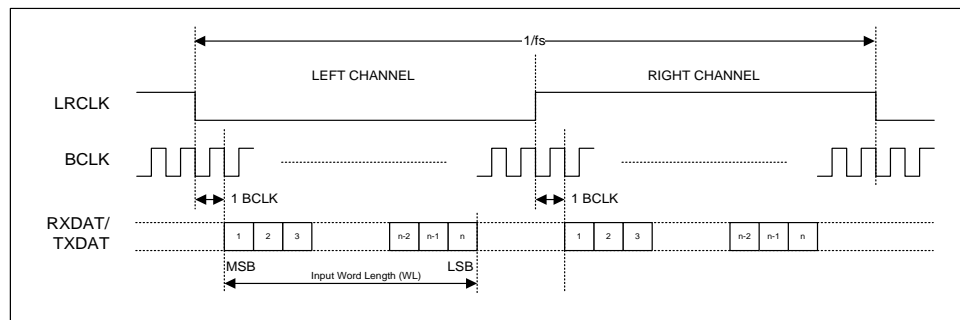 1/fs
LEFT CHANNEL RIGHT CHANNEL
LRCLK
BCLK
1 BCLK 1 BCLK
RXDAT/
TXDAT
1 2 3 n-2 n-1 n 1 2 3 n-2 n-1 n
MSB LSB
Input Word Length (WL)